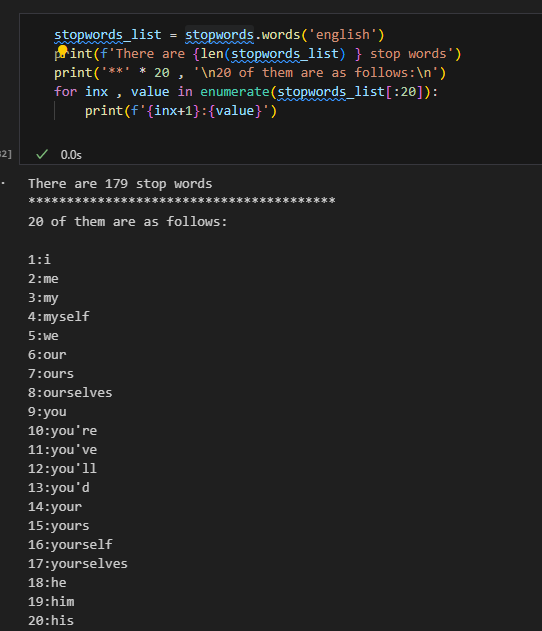 stopwords_list = stopwords.words('english')
print(f'There are {len(stopwords_list) } stop words')
print('**' * 20 , '\n20 of them are as follows:\n')
for inx , value in enumerate(stopwords_list[:20]):
    print(f'{inx+1}:{value}')
32]
0.0s
There are 179 stop words
****************************************
20 of them are as follows:
1:i
2:me
3:my
4:myself
5:we
6:our
7:ours
8:ourselves
9:you
10:you're
11:you've
12:you'll
13:you'd
14:your
15:yours
16:yourself
17:yourselves
18:he
19:him
20:his